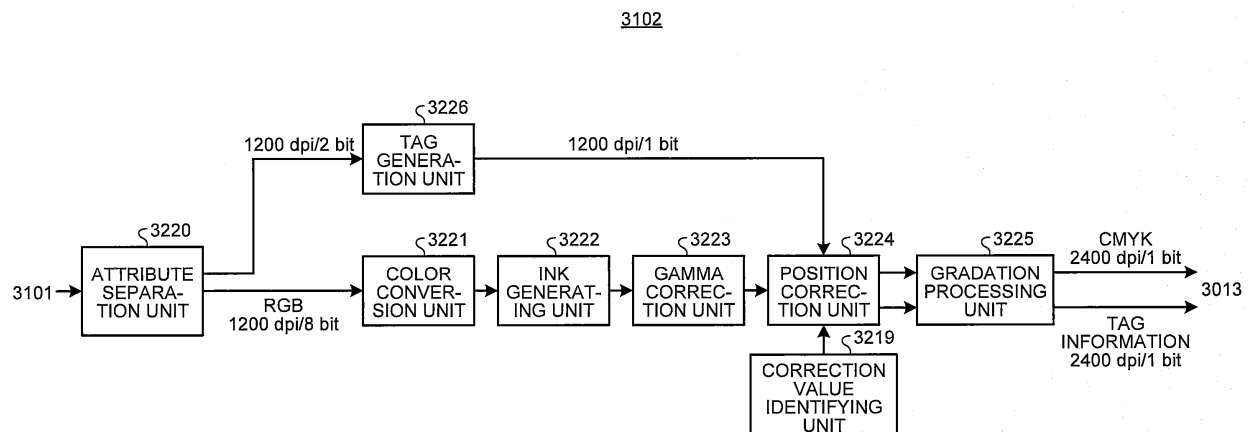 3102
3226
TAG
GENERA-
TION UNIT
1200 dpi/2 bit
1200 dpi/1 bit
3220
ATTRIBUTE
SEPARA-
TION UNIT
3101
RGB
1200 dpi/8 bit
3221
COLOR
CONVER-
SION UNIT
3222
INK
GENERAT-
ING UNIT
3223
GAMMA
CORREC-
TION UNIT
3224
POSITION
CORREC-
TION UNIT
3225
GRADATION
PROCESSING
UNIT
CMYK
2400 dpi/1 bit
3013
TAG
INFORMATION
2400 dpi/1 bit
3219
CORRECTION
VALUE
IDENTIFYING
UNIT